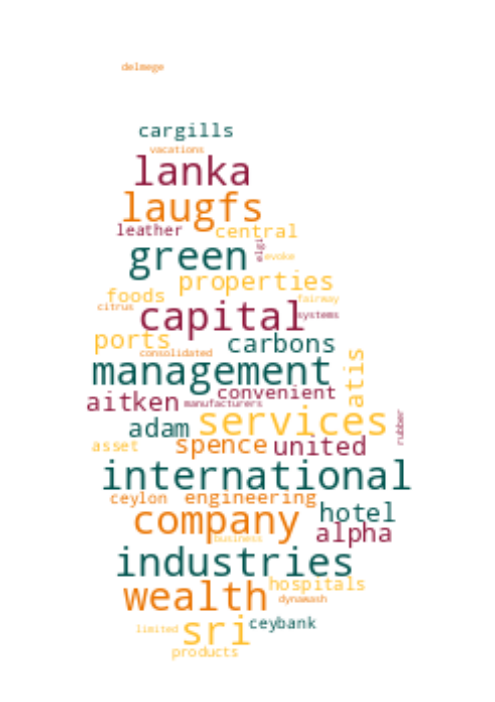 delmege
cargills
vacations
lanka
laugfs
leather central
green elgi evoke
properties
foods fairway
citrus capital systems
ports carbons
consolidated
management atis
convenient
aitken manufacturers
adam services rubber
asset spence united
international
ceylon engineering
company hotel
alpha
business
industries
hospitals
wealth dynawash
limited sri ceybank
products